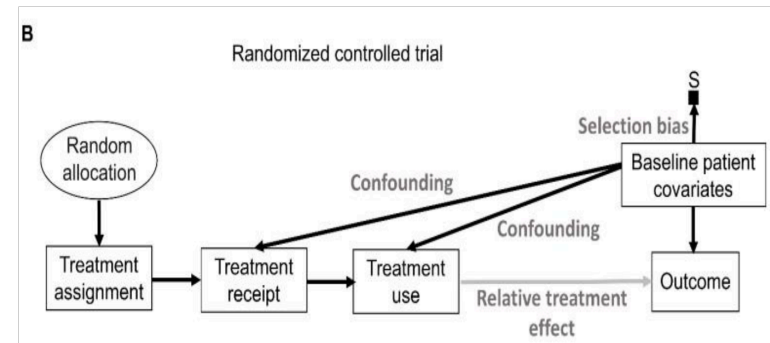 B
Randomized controlled trial
S
Selection bias
Random
allocation
Baseline patient
covariates
Confounding
Confounding
Treatment
assignment
Treatment
receipt
Treatment
use
Relative treatment
effect
Outcome